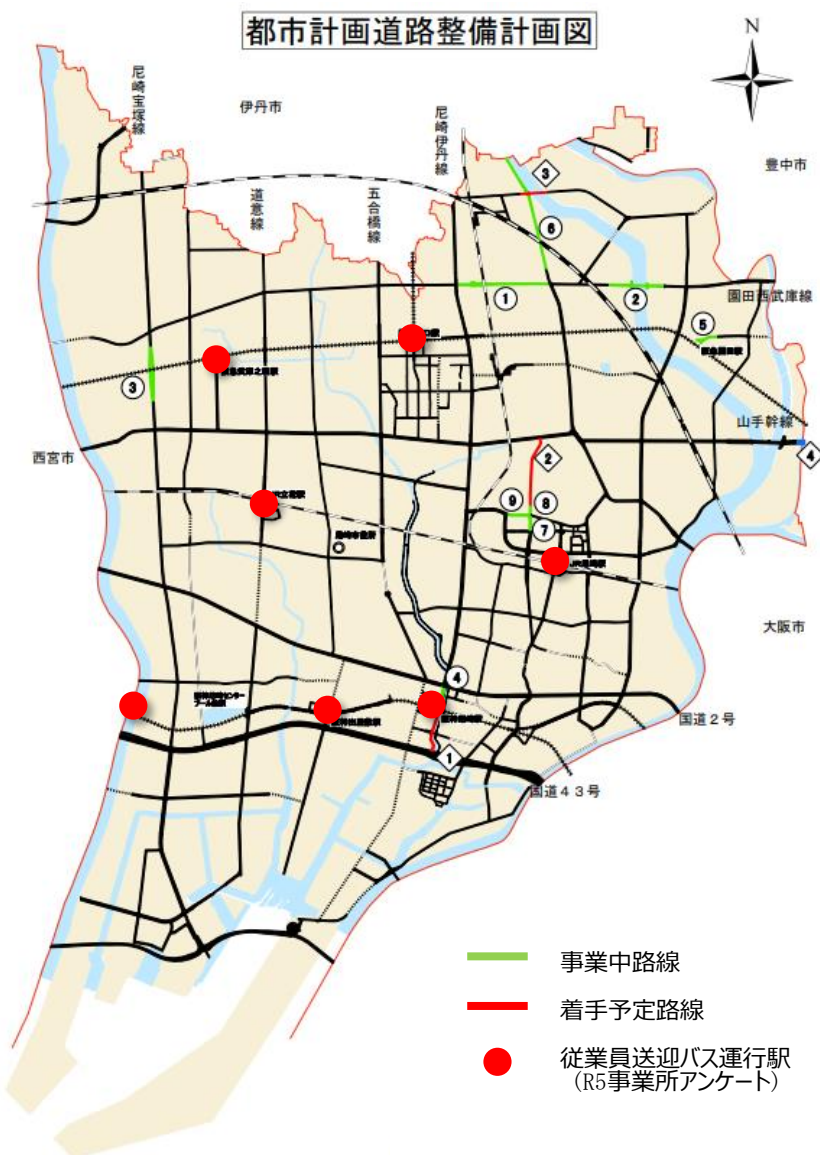 都市計画道路整備計画図
N
尼崎宝塚線
伊丹市
尼崎伊丹線
豊中市
道意線
五合橋線
3
6
1
2
園田西武庫線
5
3
山手幹線
4
西宮市
2
9
8
7
大阪市
4
国道2号
1
国道43号
事業中路線
着手予定路線
従業員送迎バス運行駅
(R5事業所アンケート)